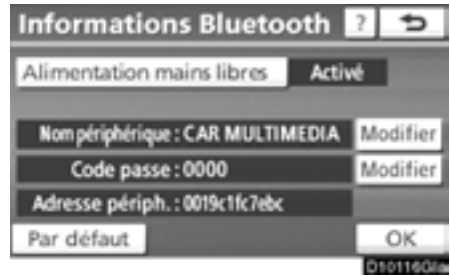 Informations Bluetooth ?
Alimentation mains libres Activé
Nom périphérique : CAR MULTIMEDIA Modifier
Code passe : 0000 Modifier
Adresse périph. : 0019c1fc7ebc
Par défaut OK